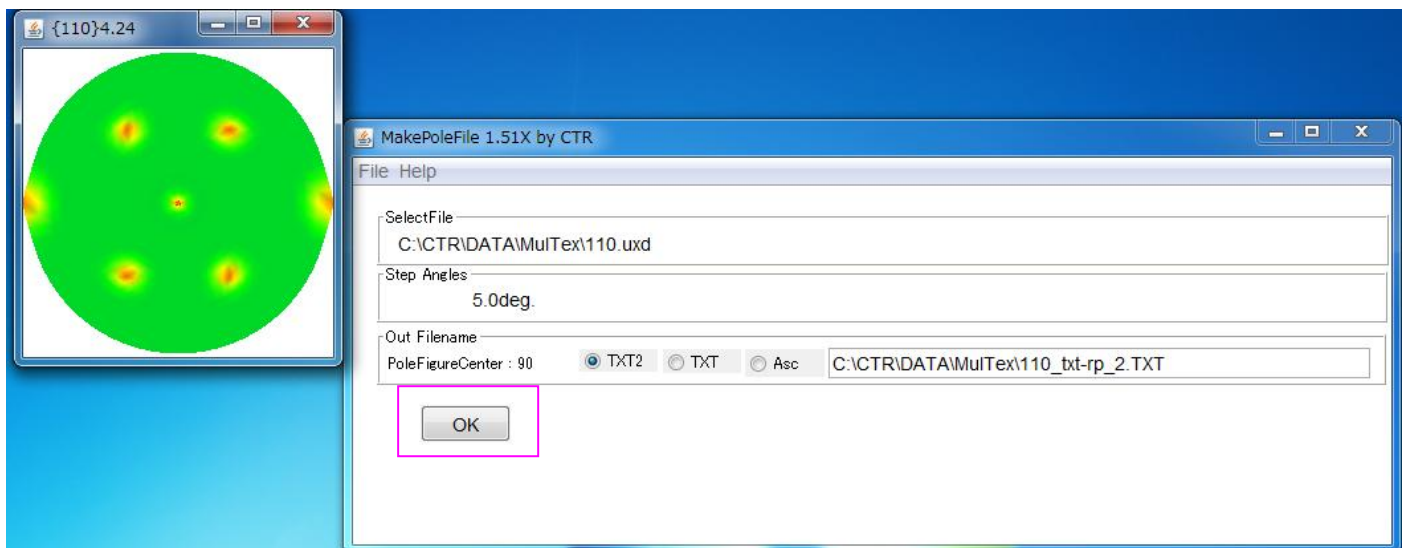 {110}4.24
MakePoleFile 1.51X by CTR
File Help
SelectFile
C:\CTR\DATA\MulTex\110.uxd
Step Angles
5.0deg.
Out Filename
PoleFigureCenter : 90 TXT2 TXT Asc C:\CTR\DATA\MulTex\110_txt-rp_2.TXT
OK